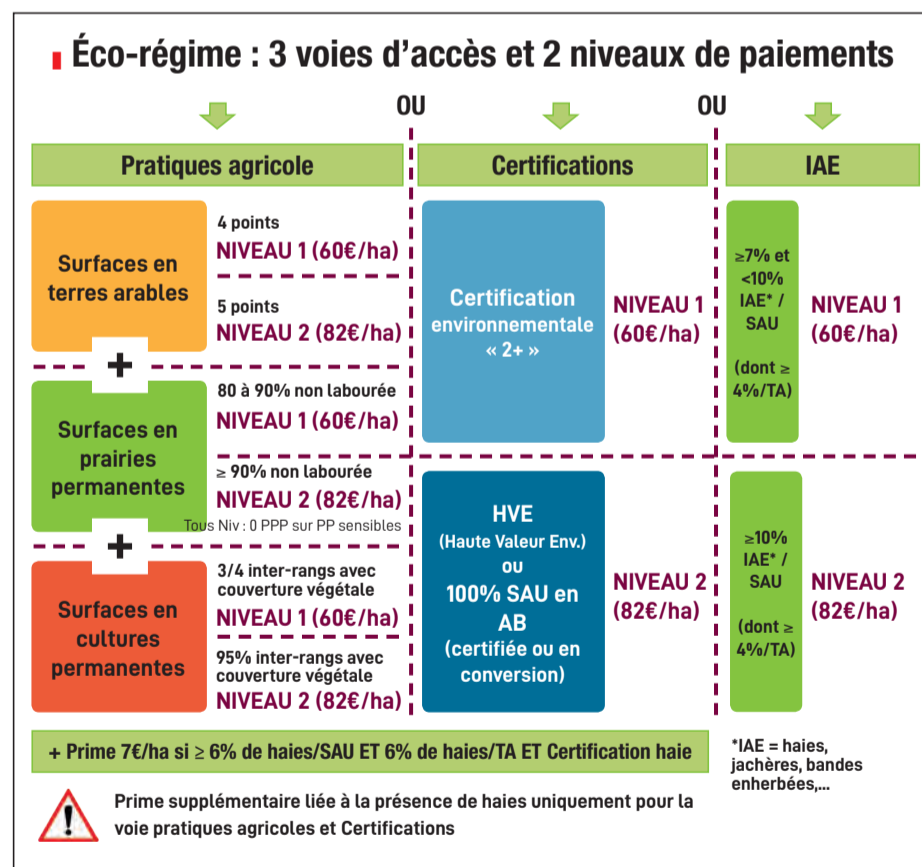 Éco-régime : 3 voies d'accès et 2 niveaux de paiements
OU
OU
Pratiques agricole
Certifications
IAE
Surfaces en
terres arables
4 points
NIVEAU 1 (60€/ha)
5 points
NIVEAU 2 (82€/ha)
+
Surfaces en
prairies
permanentes
80 à 90% non labourée
NIVEAU 1 (60€/ha)
≥ 90% non labourée
NIVEAU 2 (82€/ha)
Tous Niv : 0 PPP sur PP sensibles
+
Surfaces en
cultures
permanentes
3/4 inter-rangs avec
couverture végétale
NIVEAU 1 (60€/ha)
95% inter-rangs avec
couverture végétale
NIVEAU 2 (82€/ha)
Certification
environnementale
« 2+ »
NIVEAU 1
(60€/ha)
HVE
(Haute Valeur Env.)
ou
100% SAU en
AB
(certifiée ou en
conversion)
NIVEAU 2
(82€/ha)
≥7% et
<10%
IAE* /
SAU
(dont ≥
4%/TA)
NIVEAU 1
(60€/ha)
≥10%
IAE* /
SAU
(dont ≥
4%/TA)
NIVEAU 2
(82€/ha)
+ Prime 7€/ha si ≥ 6% de haies/SAU ET 6% de haies/TA ET Certification haie
*IAE = haies,
jachères, bandes
enherbées,...
!
Prime supplémentaire liée à la présence de haies uniquement pour la
voie pratiques agricoles et Certifications